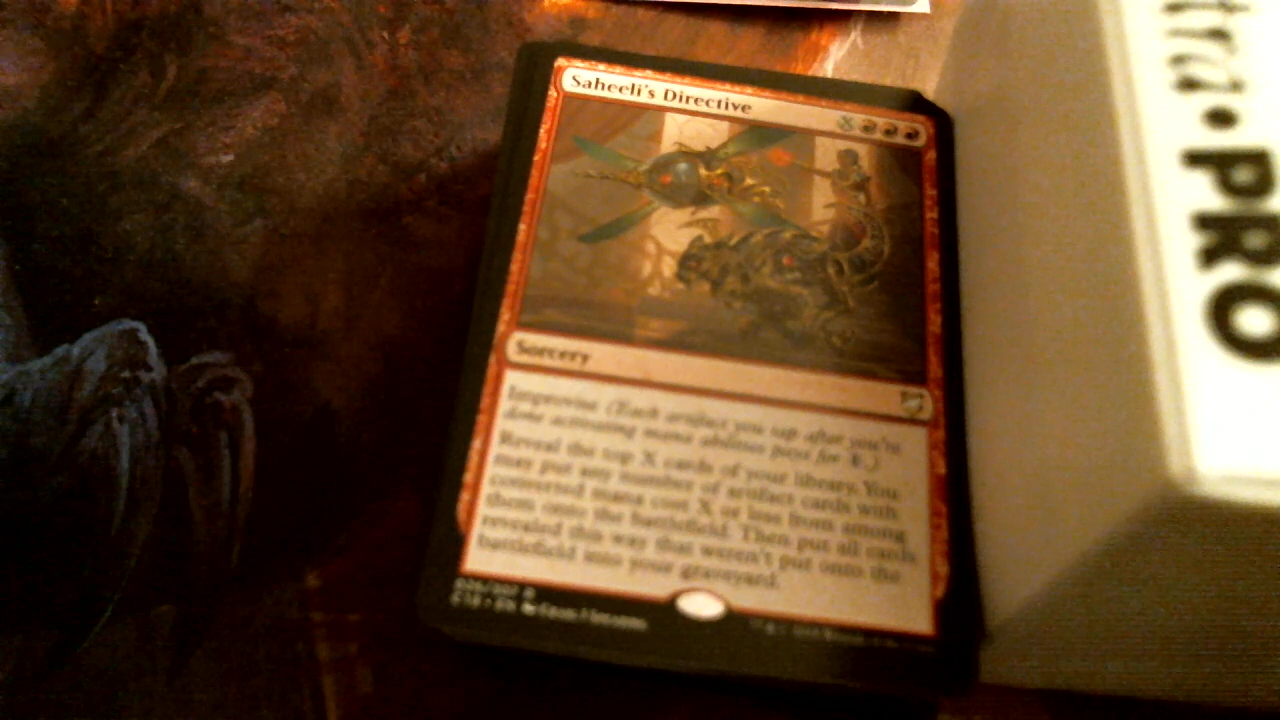 Saheeli's Directive
Sorcery
Improvise (Each artifact you tap after you're
done activating mana abilities pays for 1.)
Reveal the top X cards of your library. You
may put any number of artifact cards with
converted mana cost X or less from among
them onto the battlefield. Then put all cards
revealed this way that weren't put onto the
battlefield into your graveyard.
C18 • EN
PRO